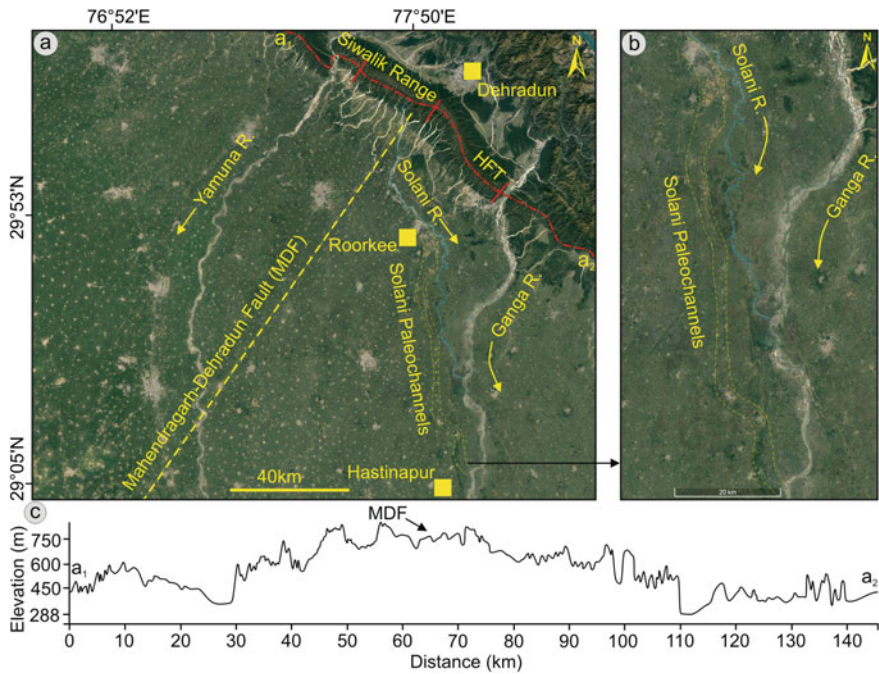 76°52'E
77°50'E
a
a1
Siwalik Range
N
Dehradun
HFT
a2
Yamuna R.
Solani R.
Roorkee
Ganga R.
Solani Paleochannels
Mahendragarh-Dehradun Fault (MDF)
29°53'N
29°05'N
40km
Hastinapur
b
N
Solani R.
Ganga R.
Solani Paleochannels
20 km
c
MDF
a1
a2
Elevation (m)
750
600
450
288
0 10 20 30 40 50 60 70 80 90 100 110 120 130 140
Distance (km)